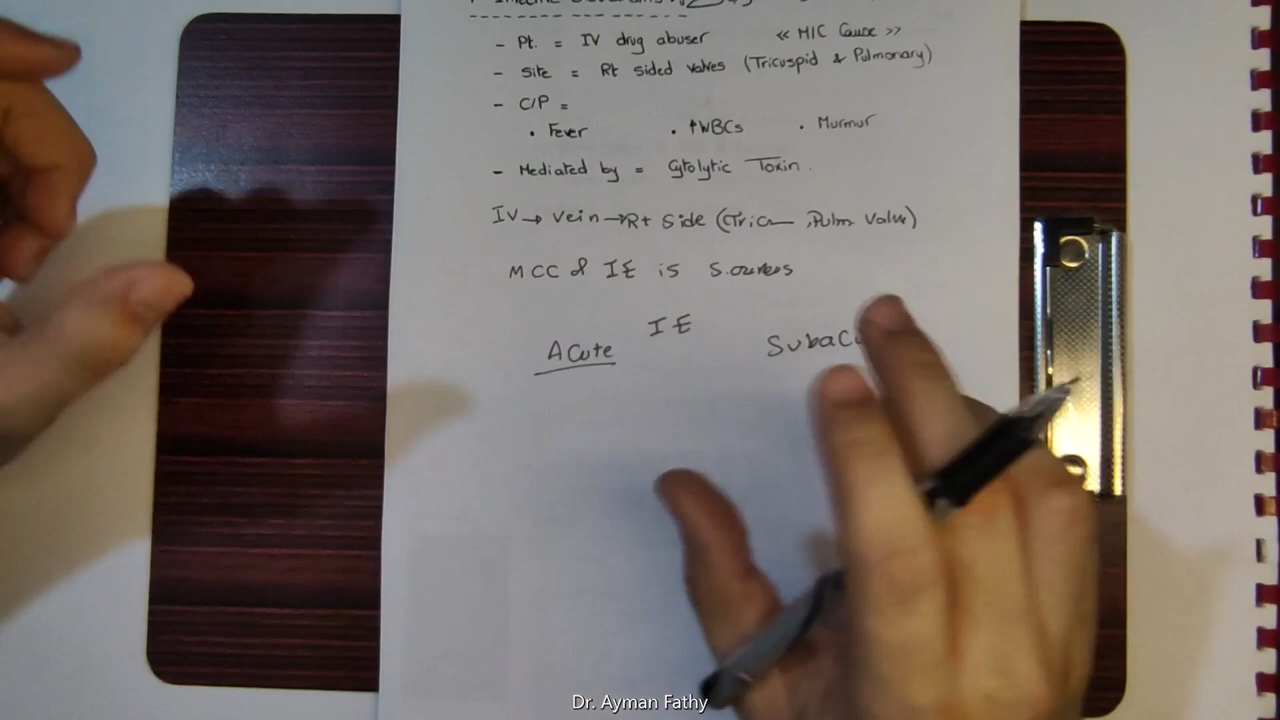 - Pt. = IV drug abuser << MIC Cause >>
- Site = Rt sided valves (Tricuspid & Pulmonary)
- C/P =
• Fever • ↑WBCs • Murmur
- Mediated by = Cytolytic Toxin.
IV → Vein → Rt Side (Tric , Pulm Valve)
MCC of IE is S. aureus
IE
Acute SubaC
Dr. Ayman Fathy